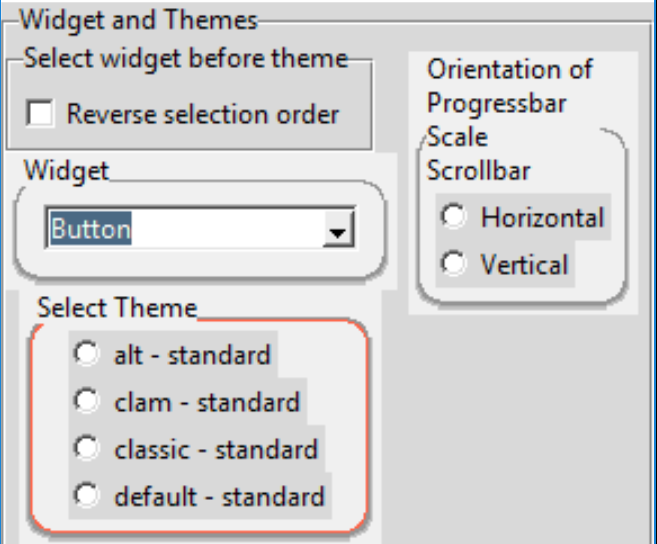 Widget and Themes
Select widget before theme
Reverse selection order
Widget
Button
Select Theme
alt - standard
clam - standard
classic - standard
default - standard
Orientation of
Progressbar
Scale
Scrollbar
Horizontal
Vertical